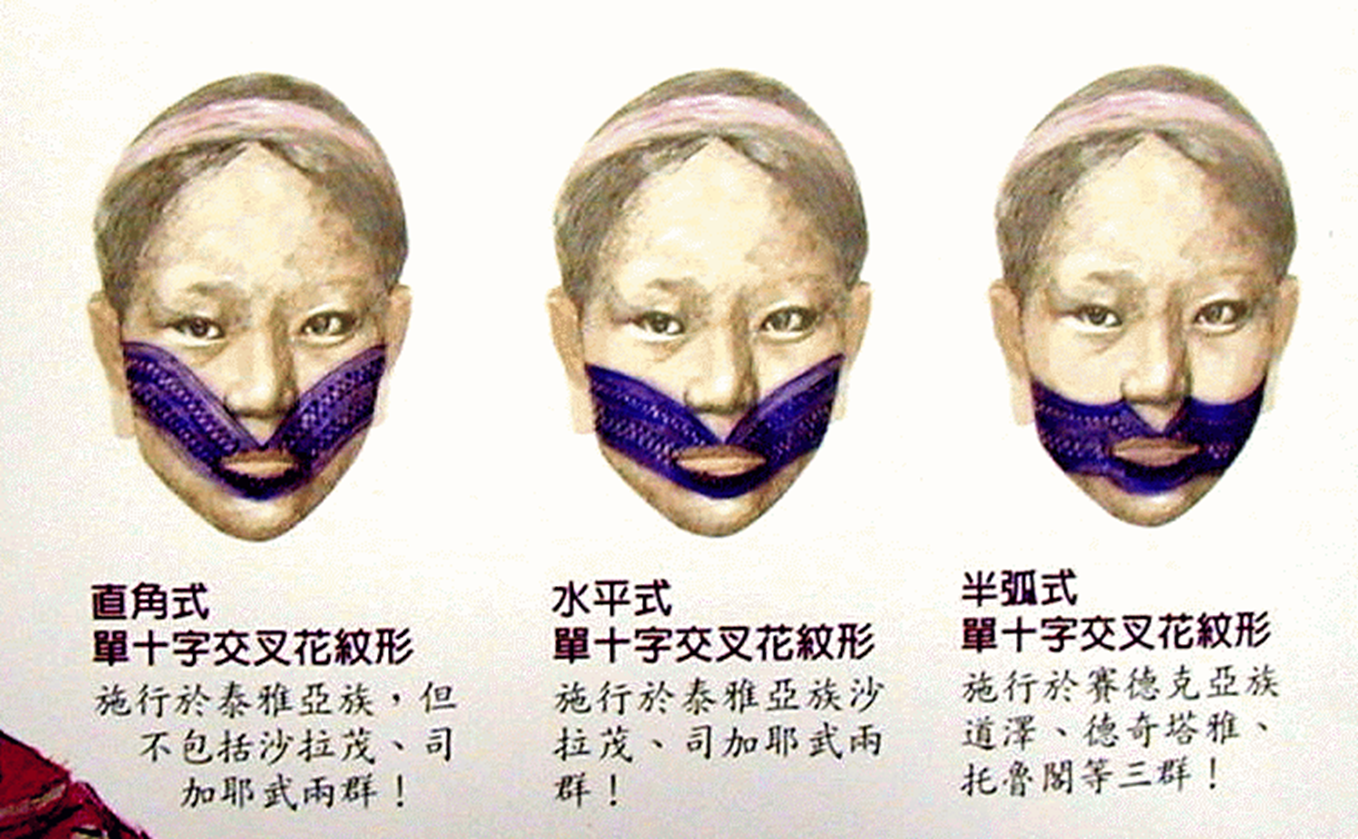 直角式
單十字交叉花紋形
施行於泰雅亞族，但
不包括沙拉茂、司
加耶武兩群！
水平式
單十字交叉花紋形
施行於泰雅亞族沙
拉茂、司加耶武兩
群！
半弧式
單十字交叉花紋形
施行於賽德克亞族
道澤、德奇塔雅、
托魯閣等三群！